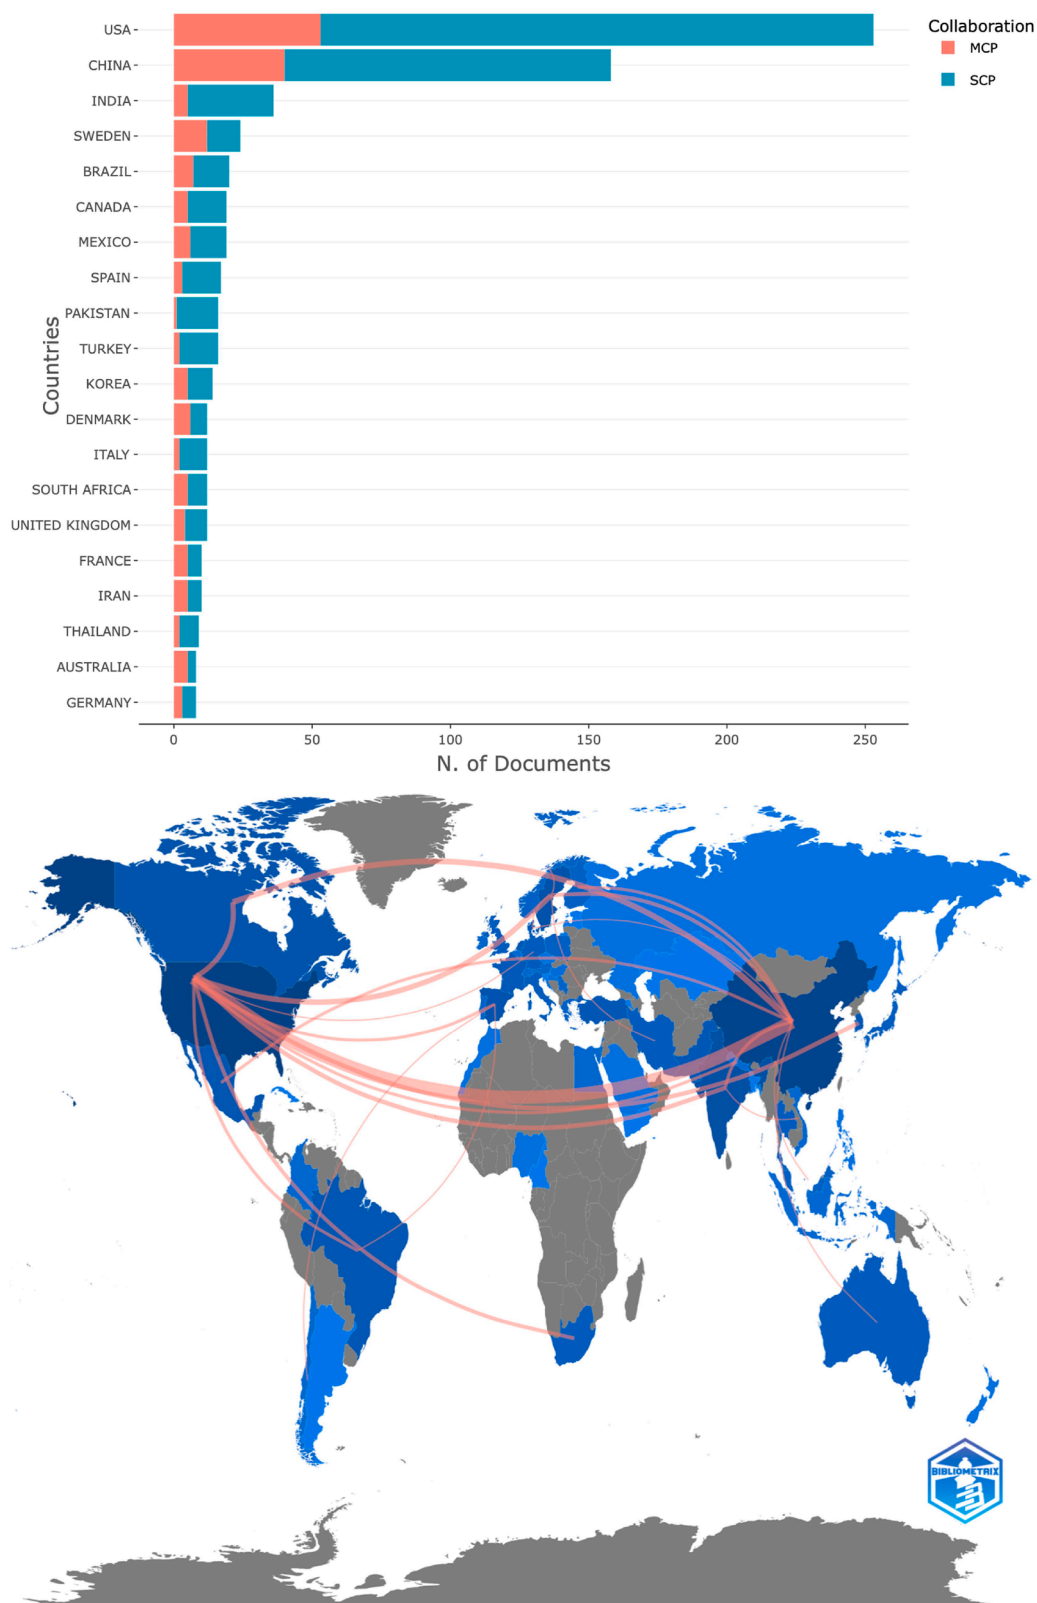 Collaboration
MCP
SCP
Countries
USA
CHINA
INDIA
SWEDEN
BRAZIL
CANADA
MEXICO
SPAIN
PAKISTAN
TURKEY
KOREA
DENMARK
ITALY
SOUTH AFRICA
UNITED KINGDOM
FRANCE
IRAN
THAILAND
AUSTRALIA
GERMANY
0 50 100 150 200 250
N. of Documents
BIBLIOMETRIX